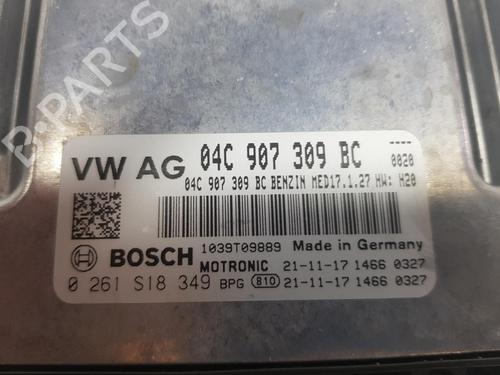 B-PARTS
VW AG 04C 907 309 BC ----
0020
04C 907 309 BC BENZIN MED17.1.27 HW: H20
BOSCH 1039T09889 Made in Germany
MOTRONIC 21-11-17 1466 0327
0 261 S18 349 BPG 810 21-11-17 1466 0327